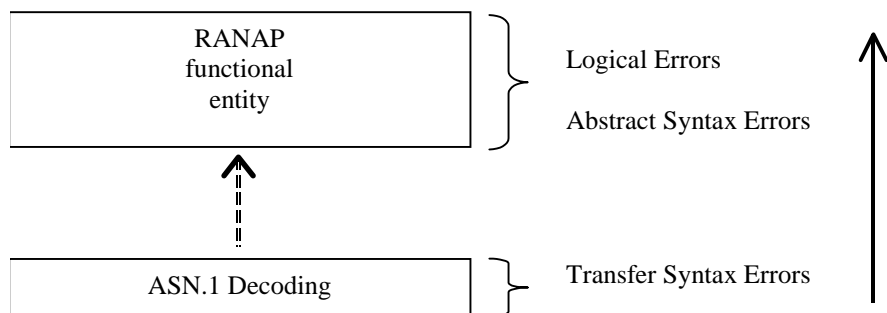 RANAP
functional
entity
Logical Errors
Abstract Syntax Errors
ASN.1 Decoding
Transfer Syntax Errors